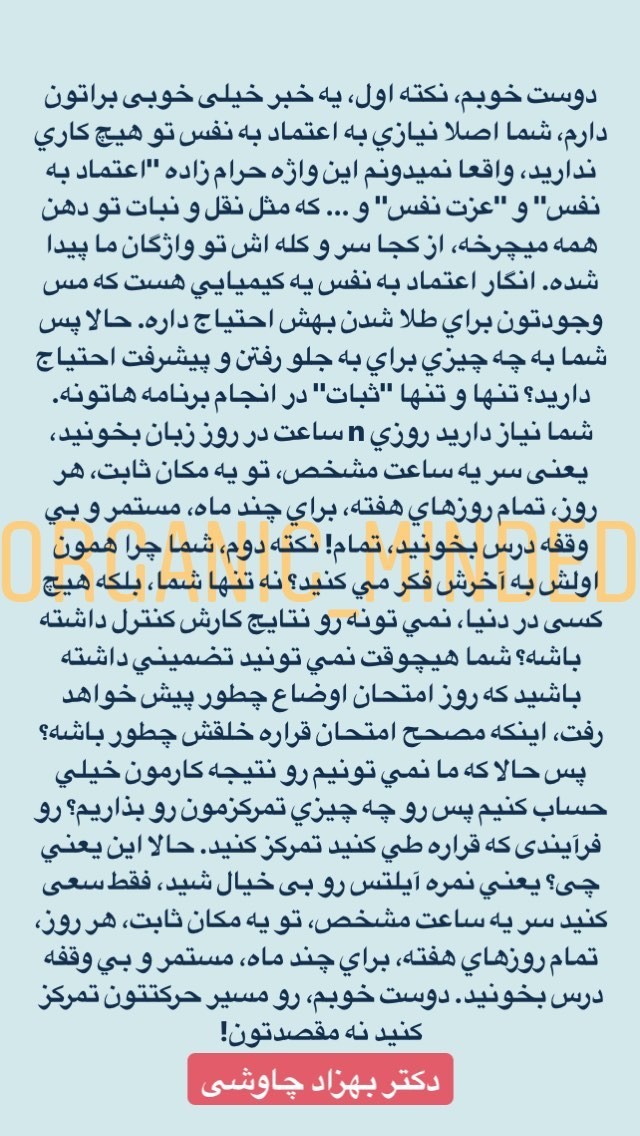 دوست خوبم، نکته اول، یه خبر خیلی خوبی براتون
دارم، شما اصلا نیازي به اعتماد به نفس تو هیچ کاري
ندارید، واقعا نمیدونم این واژه حرام زاده "اعتماد به
نفس" و "عزت نفس" و ... که مثل نقل و نبات تو دهن
همه میچرخه، از کجا سر و کله اش تو واژگان ما پیدا
شده. انگار اعتماد به نفس یه کیمیایي هست که مس
وجودتون براي طلا شدن بهش احتیاج داره. حالا پس
شما به چه چیزي براي به جلو رفتن و پیشرفت احتیاج
دارید؟ تنها و تنها "ثبات" در انجام برنامه هاتونه.
شما نیاز دارید روزي n ساعت در روز زبان بخونید،
یعنی سر یه ساعت مشخص، تو یه مکان ثابت، هر
روز، تمام روزهاي هفته، براي چند ماه، مستمر و بي
وقفه درس بخونید، تمام! نکته دوم، شما چرا همون
اولش به آخرش فکر مي کنید؟ نه تنها شما، بلکه هیچ
کسی در دنیا، نمي تونه رو نتایج کارش کنترل داشته
باشه؟ شما هیچوقت نمي تونید تضمیني داشته
باشید که روز امتحان اوضاع چطور پیش خواهد
رفت، اینکه مصحح امتحان قراره خلقش چطور باشه؟
پس حالا که ما نمي تونیم رو نتیجه کارمون خیلي
حساب کنیم پس رو چه چیزي تمرکزمون رو بذاریم؟ رو
فرآیندی که قراره طي کنید تمرکز کنید. حالا این یعني
چی؟ یعني نمره آیلتس رو بی خیال شید، فقط سعی
کنید سر یه ساعت مشخص، تو یه مکان ثابت، هر روز،
تمام روزهاي هفته، براي چند ماه، مستمر و بي وقفه
درس بخونید. دوست خوبم، رو مسیر حرکتتون تمرکز
کنید نه مقصدتون!
ORGANIC_MINDED
دکتر بهزاد چاوشی